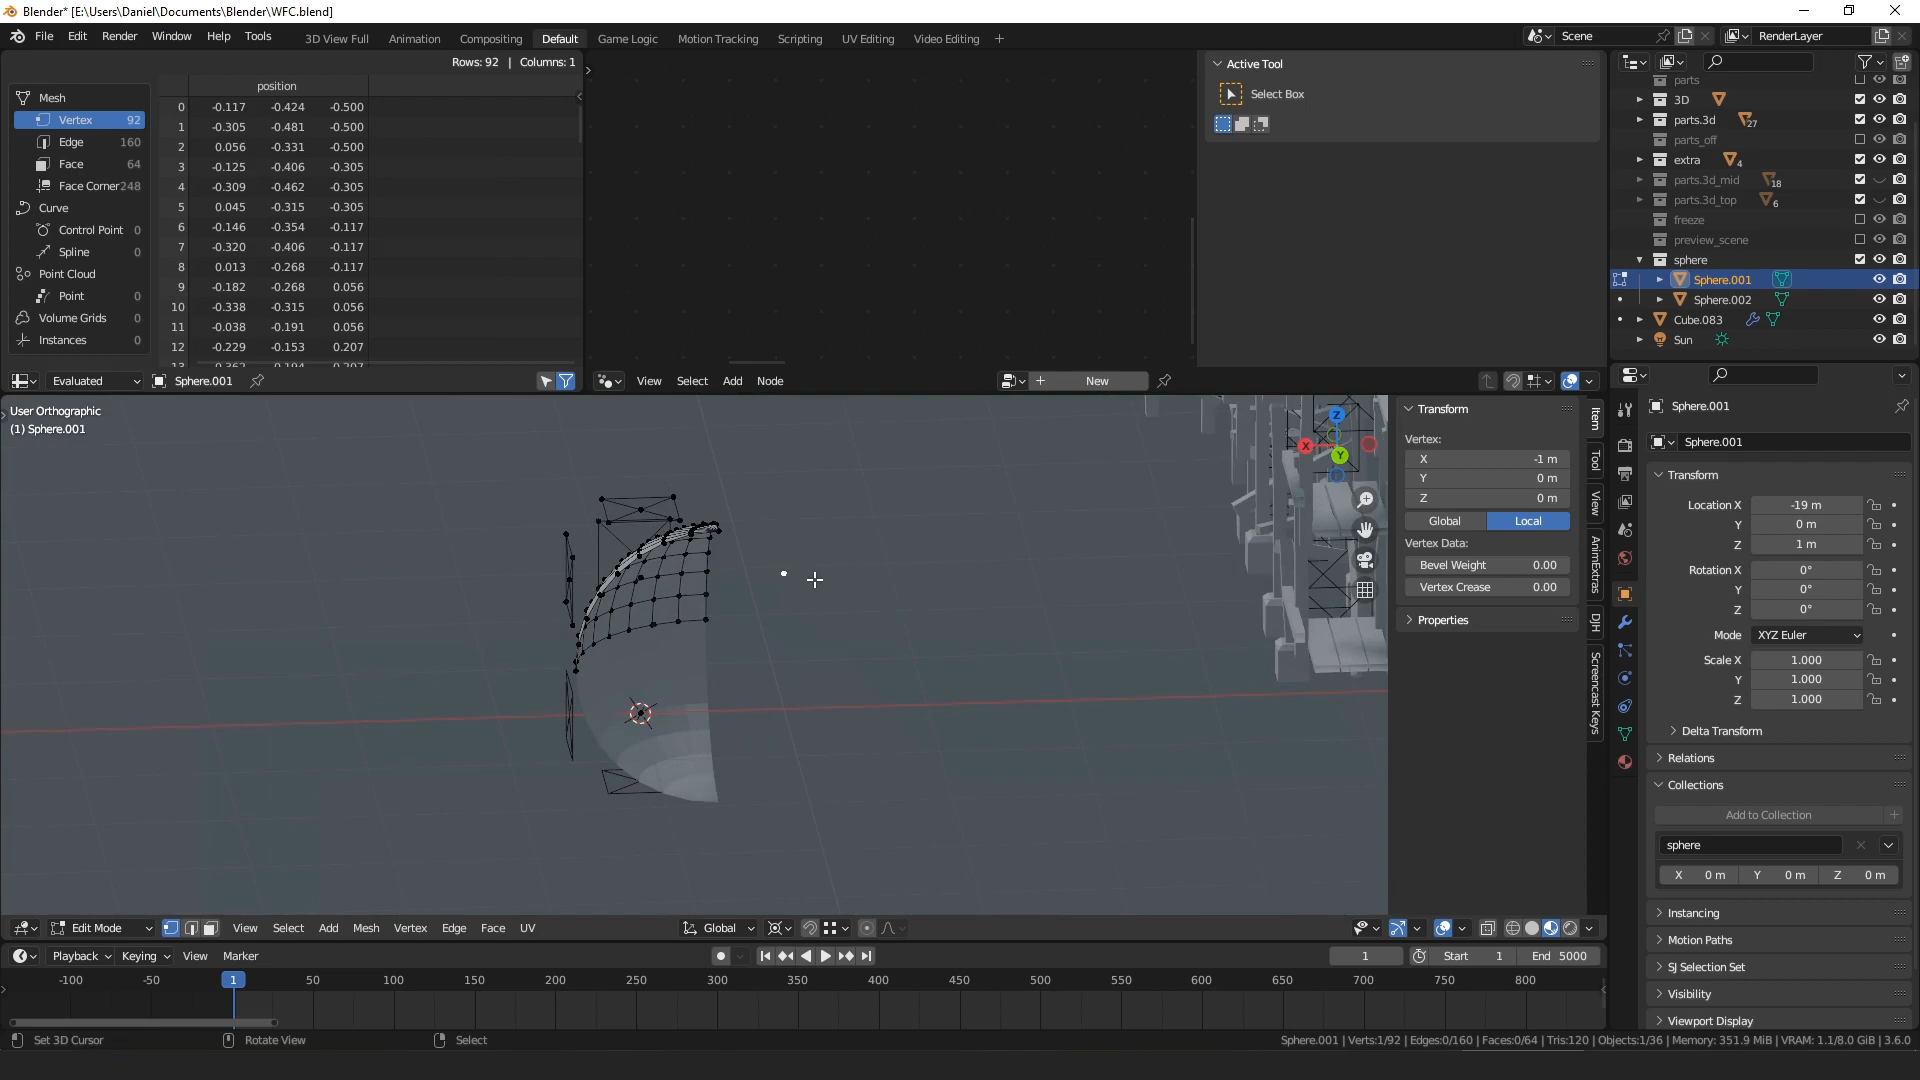 Blender* [E:\Users\Daniel\Documents\Blender\WFC.blend]
File Edit Render Window Help Tools
3D View Full Animation Compositing Default Game Logic Motion Tracking Scripting UV Editing Video Editing +
Scene
RenderLayer
Rows: 92 | Columns: 1
position
Mesh
Vertex 92
Edge 160
Face 64
Face Corner 248
Curve
Control Point 0
Spline 0
Point Cloud
Point 0
Volume Grids 0
Instances 0
0 -0.117 -0.424 -0.500
1 -0.305 -0.481 -0.500
2 0.056 -0.331 -0.500
3 -0.125 -0.406 -0.305
4 -0.309 -0.462 -0.305
5 0.045 -0.315 -0.305
6 -0.146 -0.354 -0.117
7 -0.320 -0.406 -0.117
8 0.013 -0.268 -0.117
9 -0.182 -0.268 0.056
10 -0.338 -0.315 0.056
11 -0.038 -0.191 0.056
12 -0.229 -0.153 0.207
Evaluated Sphere.001
View Select Add Node
+ New
Active Tool
Select Box
parts
3D
parts.3d 27
parts_off
extra 4
parts.3d_mid 18
parts.3d_top 6
freeze
preview_scene
sphere
Sphere.001
Sphere.002
Cube.083
Sun
User Orthographic
(1) Sphere.001
Z
X
Y
Transform
Vertex:
X -1 m
Y 0 m
Z 0 m
Global Local
Vertex Data:
Bevel Weight 0.00
Vertex Crease 0.00
Properties
Item
Tool
View
AnimExtras
DJH
Screencast Keys
Sphere.001
Sphere.001
Transform
Location X -19 m
Y 0 m
Z 1 m
Rotation X 0°
Y 0°
Z 0°
Mode XYZ Euler
Scale X 1.000
Y 1.000
Z 1.000
Delta Transform
Relations
Collections
Add to Collection +
sphere
X 0 m Y 0 m Z 0 m
Instancing
Motion Paths
SJ Selection Set
Visibility
Viewport Display
Edit Mode View Select Add Mesh Vertex Edge Face UV
Global
Playback Keying View Marker
1 Start 1 End 5000
-100 -50 1 50 100 150 200 250 300 350 400 450 500 550 600 650 700 750 800
Set 3D Cursor Rotate View Select
Sphere.001 | Verts:1/92 | Edges:0/160 | Faces:0/64 | Tris:120 | Objects:1/36 | Memory: 351.9 MiB | VRAM: 1.1/8.0 GiB | 3.6.0